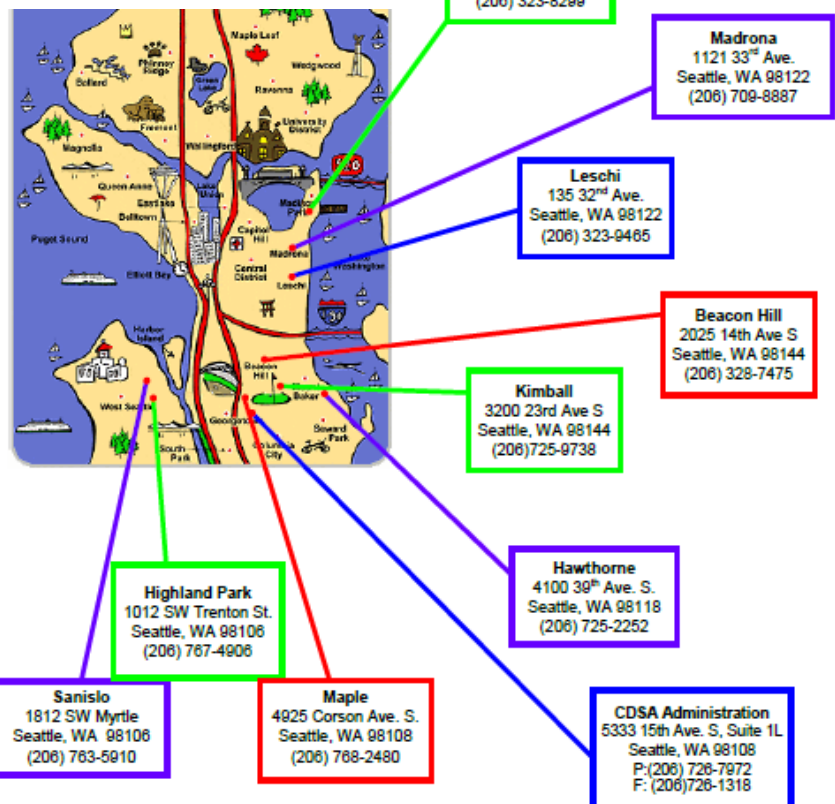 (206) 323-8299
Madrona
1121 33rd Ave.
Seattle, WA 98122
(206) 709-8887
Leschi
135 32nd Ave.
Seattle, WA 98122
(206) 323-9465
Beacon Hill
2025 14th Ave S
Seattle, WA 98144
(206) 328-7475
Kimball
3200 23rd Ave S
Seattle, WA 98144
(206)725-9738
Hawthorne
4100 39th Ave. S.
Seattle, WA 98118
(206) 725-2252
Highland Park
1012 SW Trenton St.
Seattle, WA 98106
(206) 767-4906
Sanislo
1812 SW Myrtle
Seattle, WA 98106
(206) 763-5910
Maple
4925 Corson Ave. S.
Seattle, WA 98108
(206) 768-2480
CDSA Administration
5333 15th Ave. S, Suite 1L
Seattle, WA 98108
P:(206) 726-7972
F: (206)726-1318
Maple Leaf
Phinney
Ridge
Wedgwood
Ballard
Green
Lake
Ravenna
Fremont
University
District
Wallingford
Magnolia
Queen Anne
Lake
Union
Eastlake
Belltown
Capitol
Hill
Puget Sound
Madrona
Elliott Bay
Central
District
Washington
Leschi
Harbor
Island
Beacon
Hill
Baker
West Seattle
Seward
Park
South
Park
City